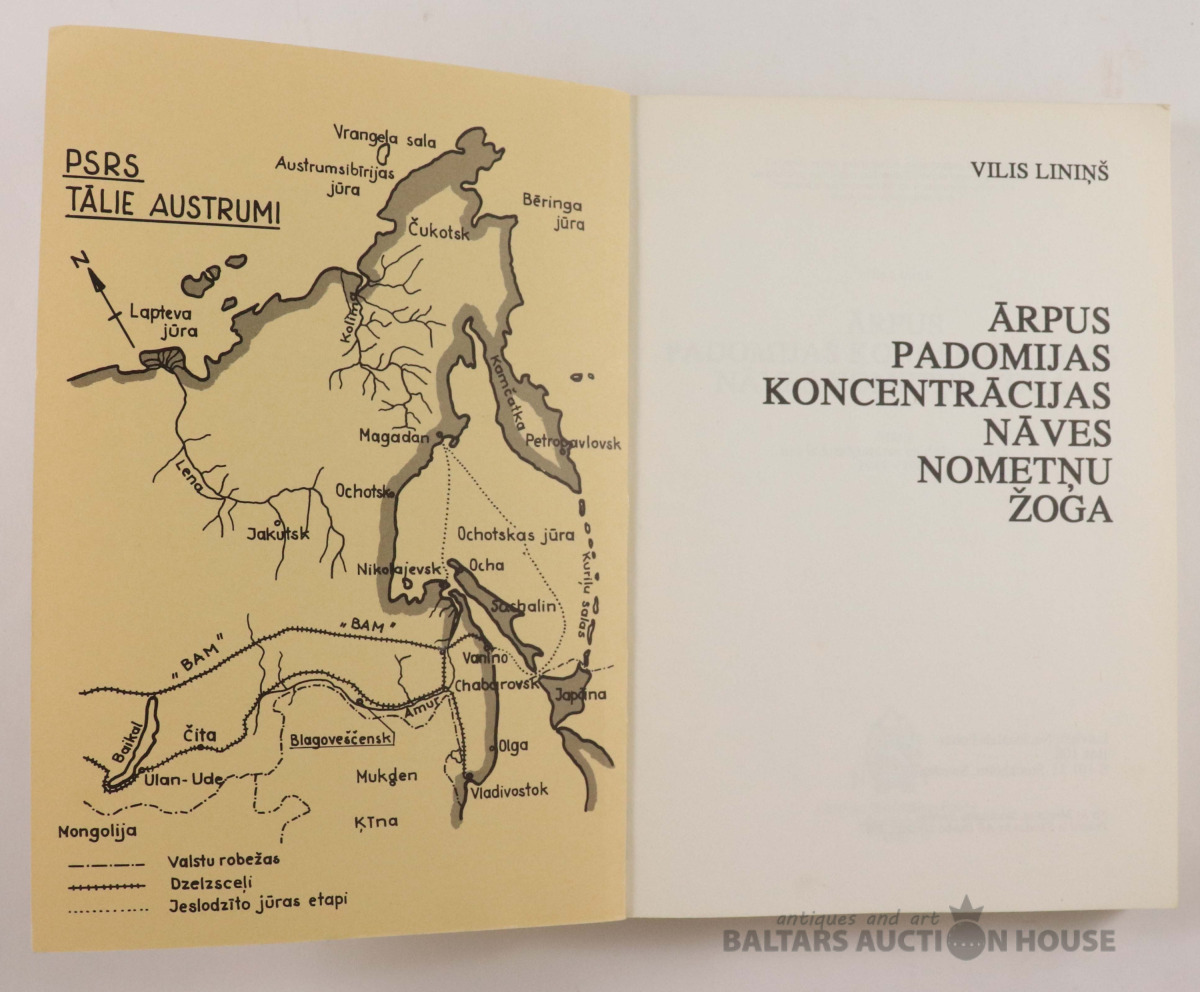 PSRS
TĀLIE AUSTRUMI
Vrangeļa sala
Austrumsibīrijas
jūra
Bēringa
jūra
Čukotsk
N
Lapteva
jūra
Kolima
Kamčatka
Magadan
Petropavlovsk
Lena
Ochotsk
Jakutsk
Ochotskas jūra
Nikolajevsk
Ocha
Sachalin
Kuriļu salas
"BAM"
"BAM"
Vanino
Chabarovsk
Japāna
Amur
Baikal
Čita
Blagoveščensk
Olga
Ulan-Ude
Mukden
Vladivostok
Ķīna
Mongolija
Valstu robežas
Dzelzsceļi
Jeslodzīto jūras etapi
VILIS LINIŅŠ
ĀRPUS
PADOMIJAS
KONCENTRĀCIJAS
NĀVES
NOMETŅU
ŽOGA
antiques and art
BALTARS AUCTION HOUSE